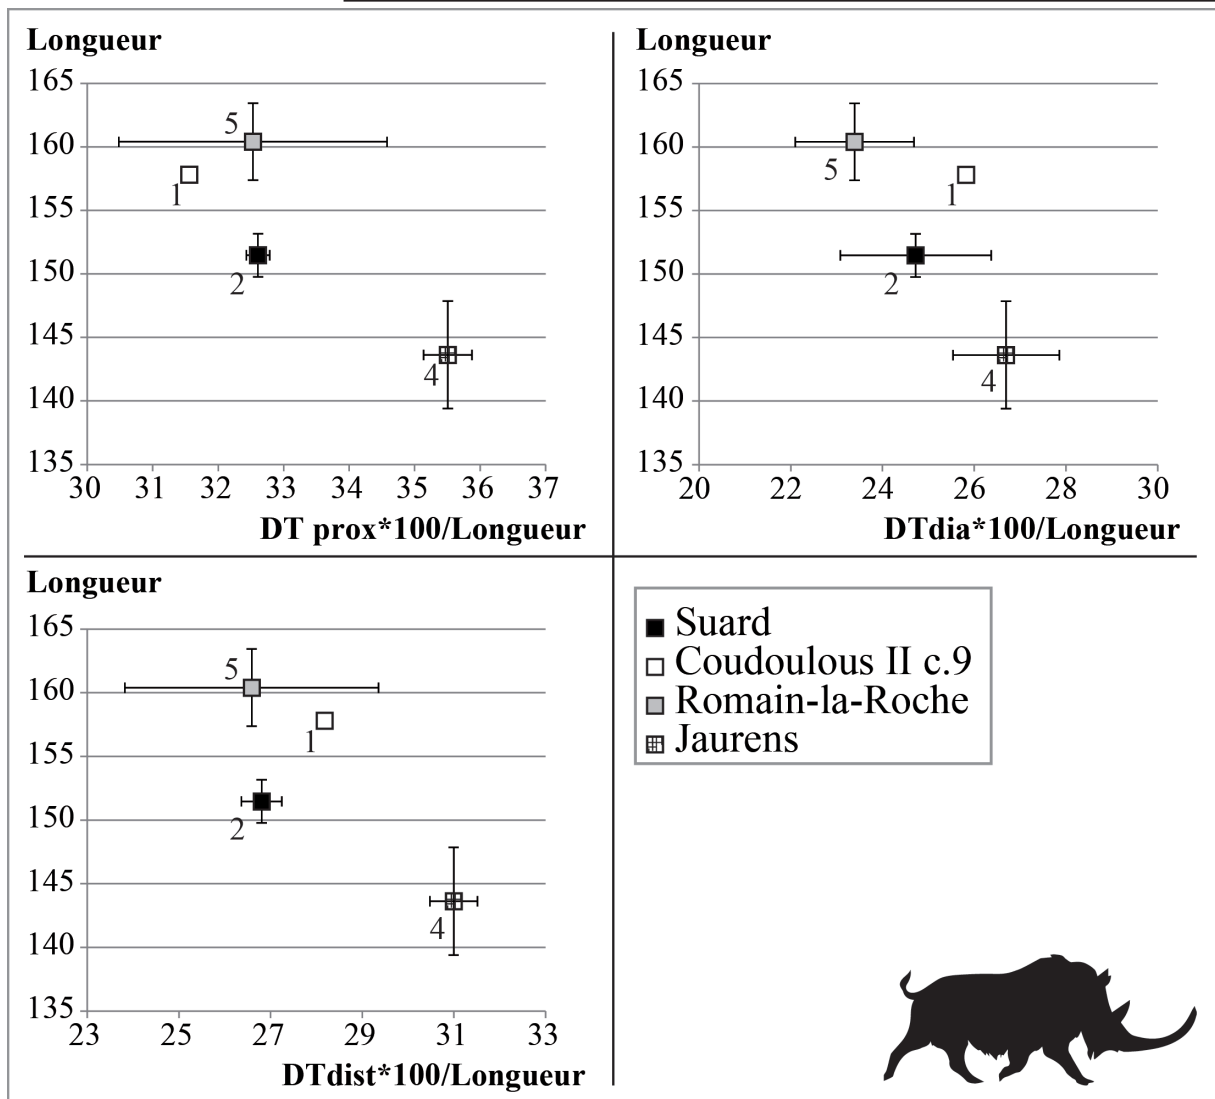 Longueur
165
160
155
150
145
140
135
5
1
2
4
30 31 32 33 34 35 36 37
DT prox*100/Longueur
Longueur
165
160
155
150
145
140
135
5
1
2
4
20 22 24 26 28 30
DTdia*100/Longueur
Longueur
165
160
155
150
145
140
135
5
1
2
4
23 25 27 29 31 33
DTdist*100/Longueur
Suard
Coudoulous II c.9
Romain-la-Roche
Jaurens